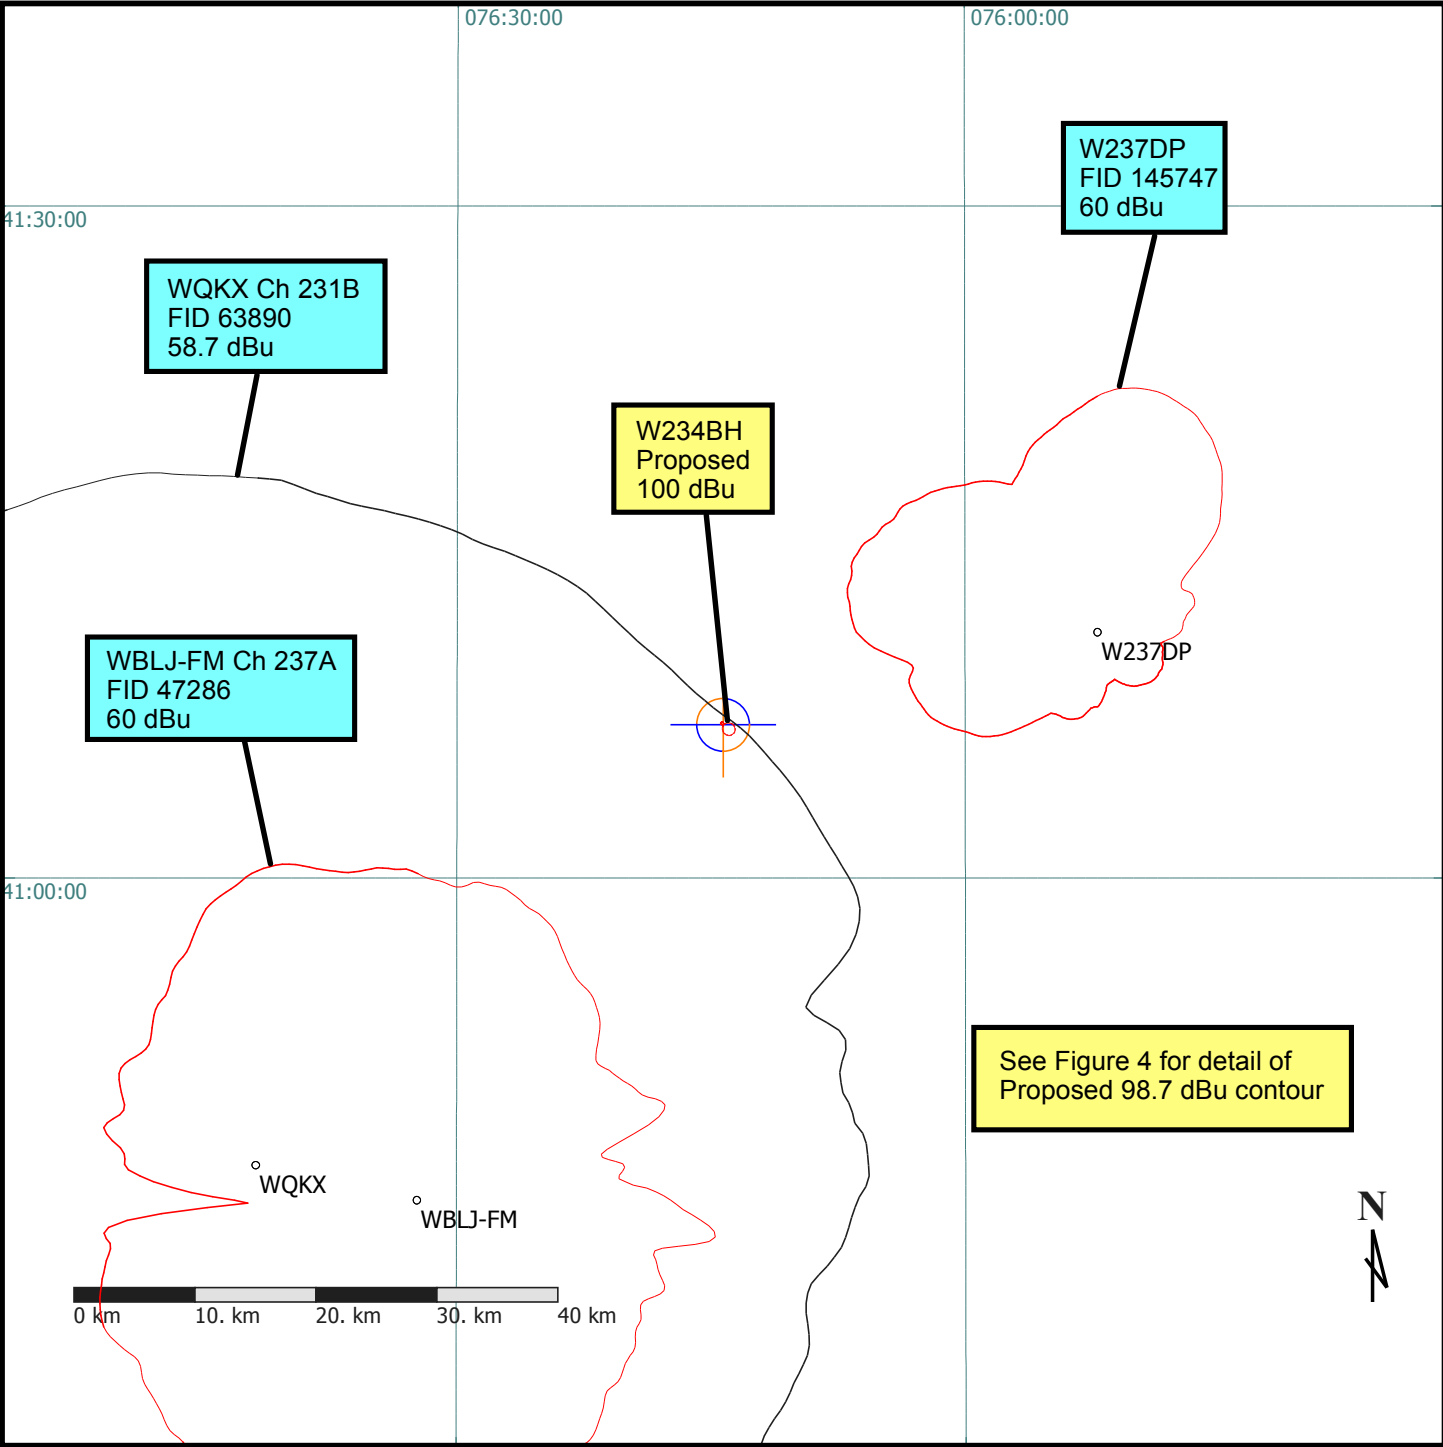 076:30:00
076:00:00
W237DP
FID 145747
60 dBu
41:30:00
WQKX Ch 231B
FID 63890
58.7 dBu
W234BH
Proposed
100 dBu
WBLJ-FM Ch 237A
FID 47286
60 dBu
W237DP
41:00:00
See Figure 4 for detail of
Proposed 98.7 dBu contour
WQKX
WBLJ-FM
N
0 km 10. km 20. km 30. km 40 km